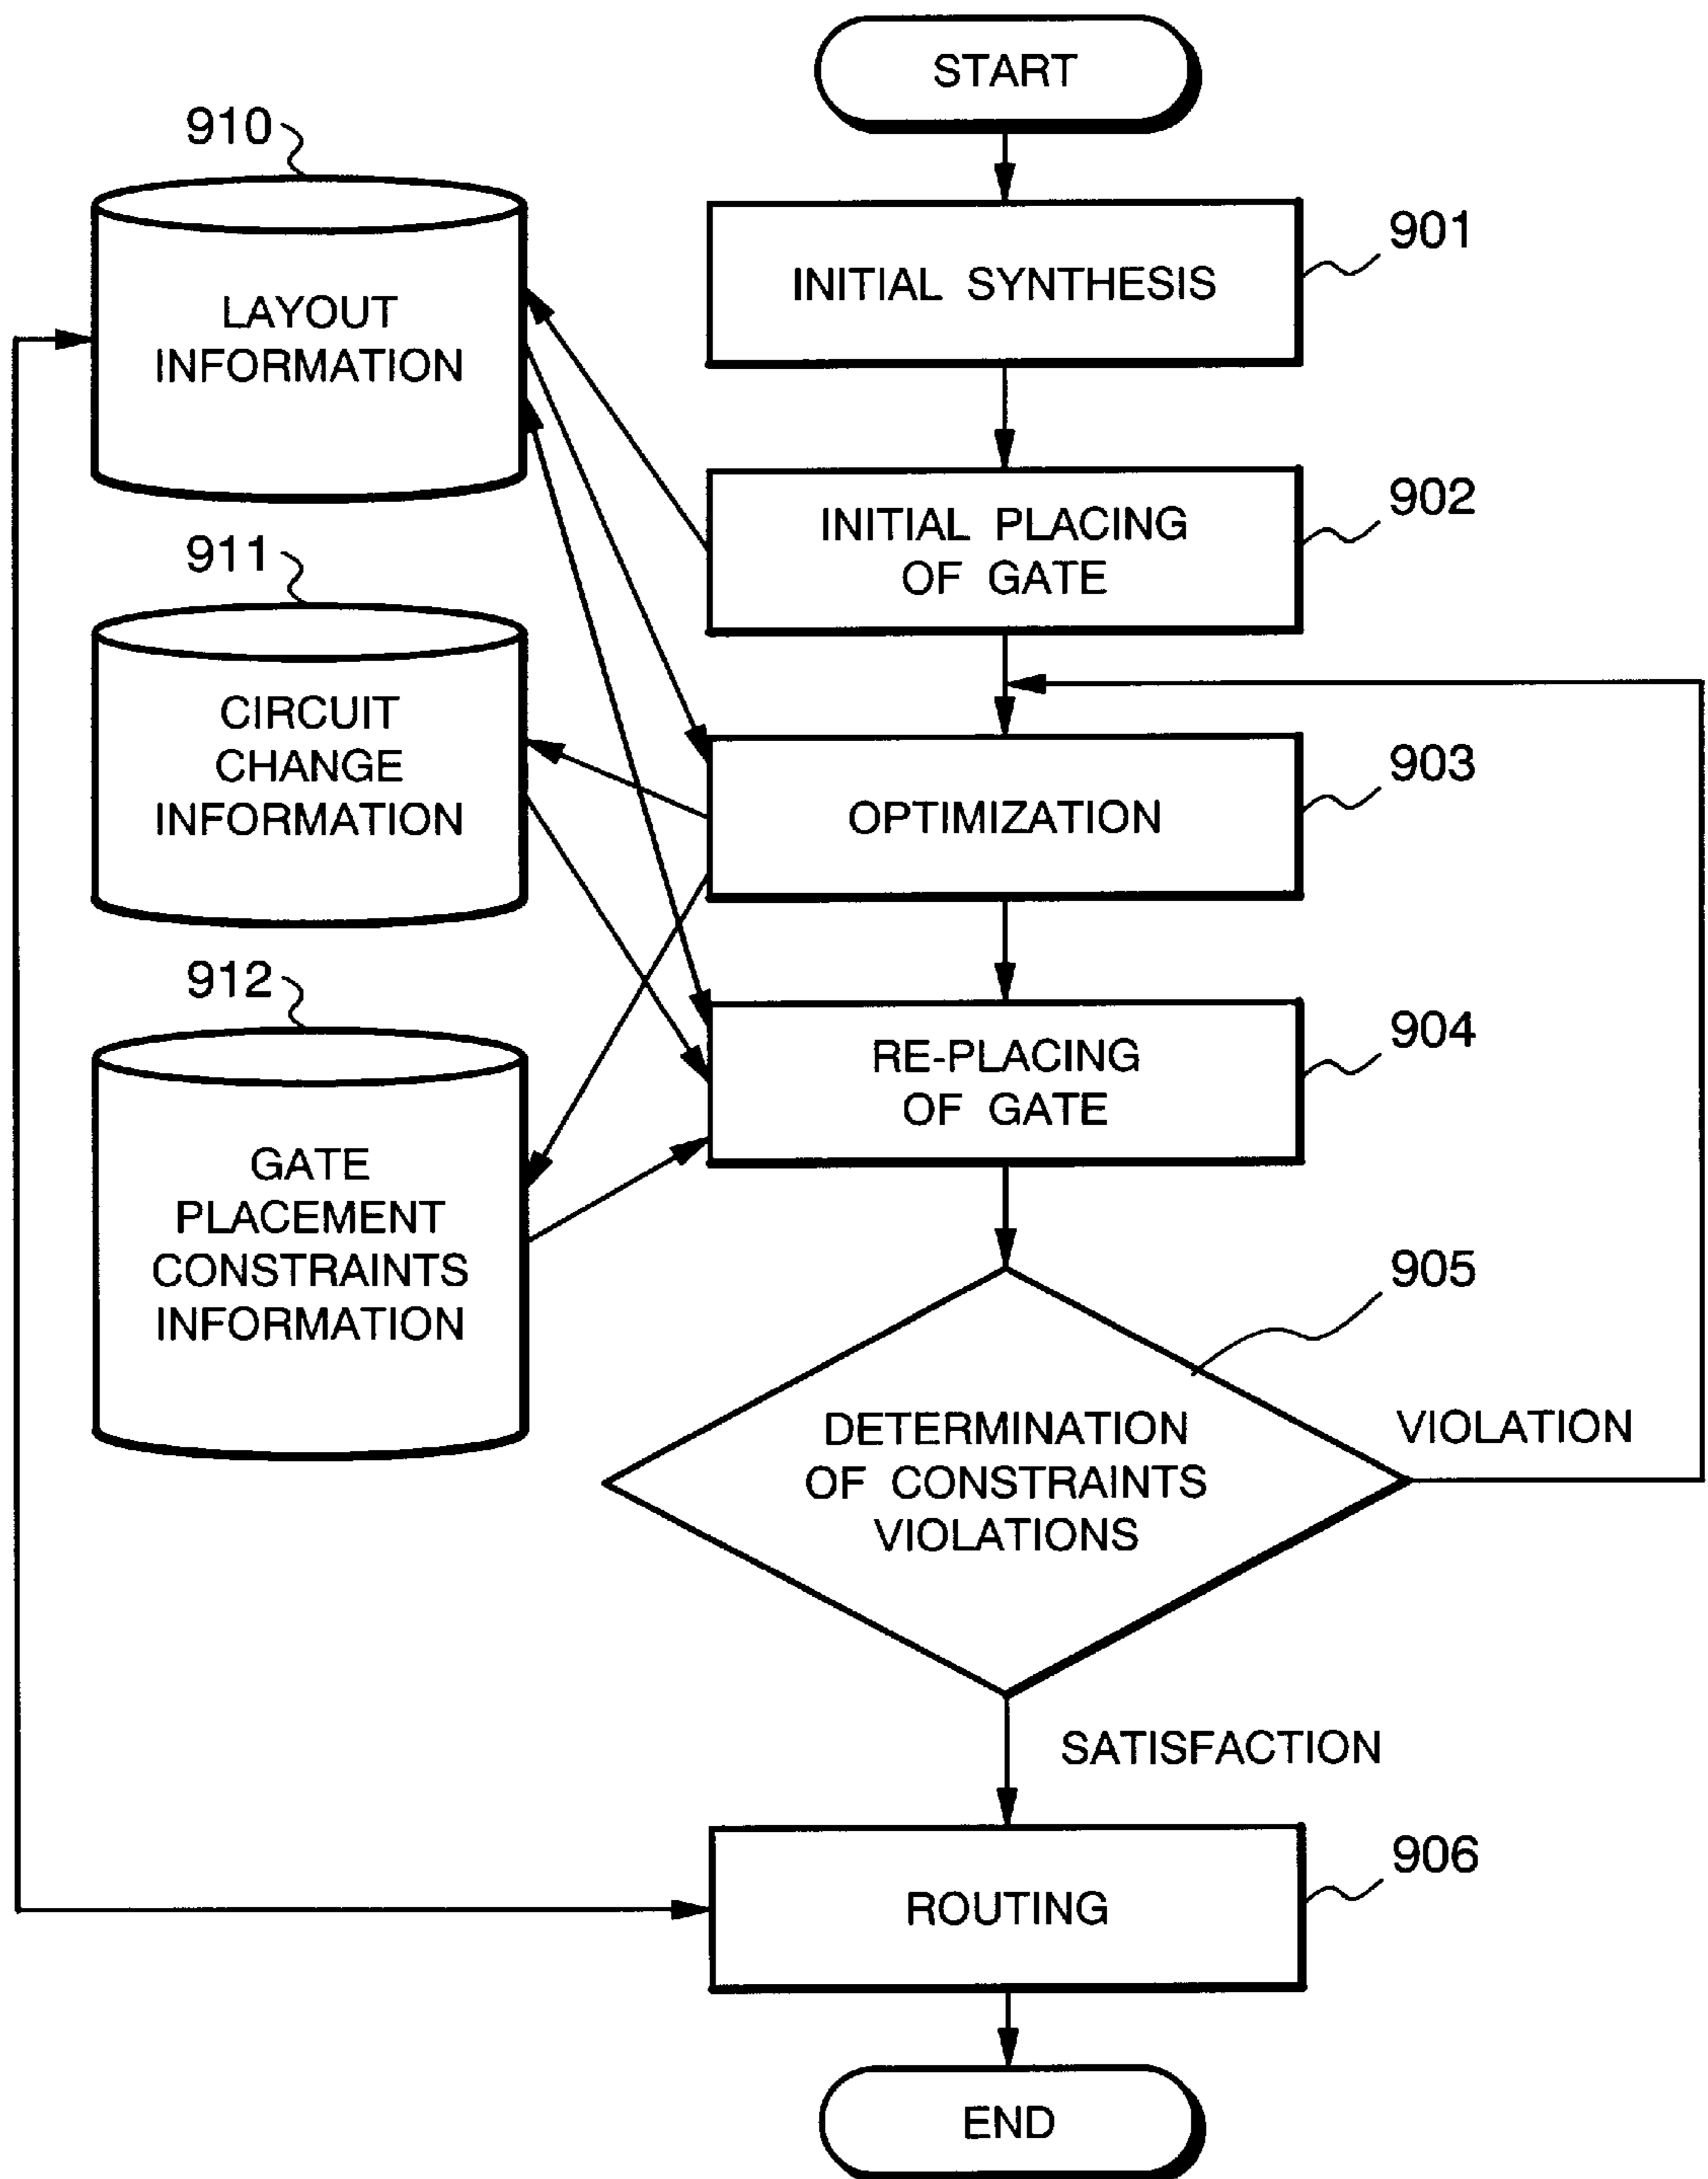 START
910
901
INITIAL SYNTHESIS
LAYOUT
INFORMATION
902
INITIAL PLACING
OF GATE
911
CIRCUIT
CHANGE
INFORMATION
903
OPTIMIZATION
912
904
RE-PLACING
OF GATE
GATE
PLACEMENT
CONSTRAINTS
INFORMATION
905
DETERMINATION
OF CONSTRAINTS
VIOLATIONS
VIOLATION
SATISFACTION
906
ROUTING
END